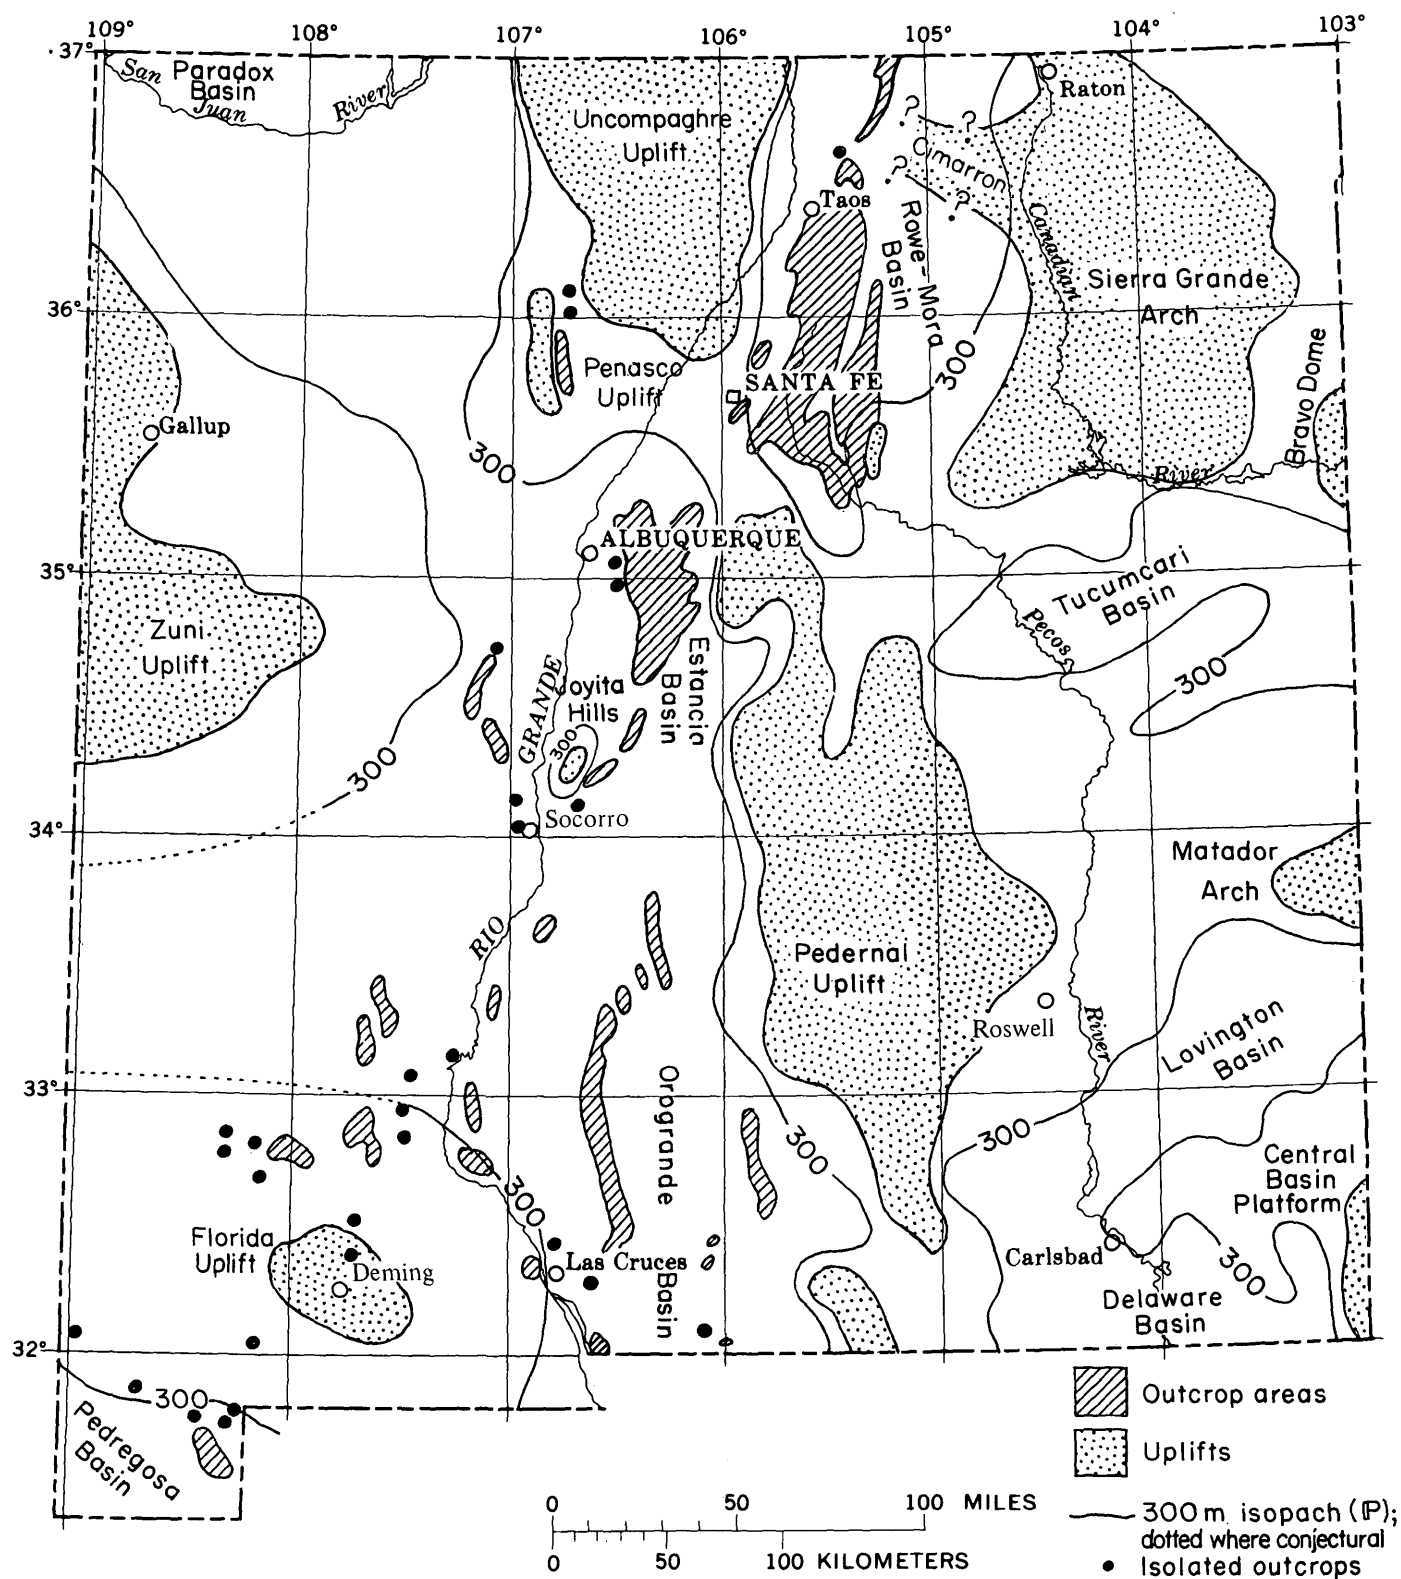 109°
108°
107°
106°
105°
104°
103°
37°
San
Paradox
Basin
Juan
River
Raton
Uncompaghre
Uplift
?
?
Cimarron
?
?
Taos
Rowe-Mora
Basin
Canadian
Sierra Grande
Arch
36°
Penasco
Uplift
SANTA FE
300
Bravo Dome
Gallup
300
River
ALBUQUERQUE
35°
Tucumcari
Basin
Zuni
Uplift
Pecos
Estancia
Basin
Joyita
Hills
GRANDE
300
300
300
34°
Socorro
Matador
Arch
RIO
Pedernal
Uplift
Roswell
River
Lovington
Basin
33°
Orogrande
Basin
300
300
Central
Basin
Platform
300
Florida
Uplift
Deming
Las Cruces
Carlsbad
300
Delaware
Basin
32°
300
Pedregosa
Basin
Outcrop areas
Uplifts
0 50 100 MILES
0 50 100 KILOMETERS
300 m isopach (ℙ);
dotted where conjectural
Isolated outcrops